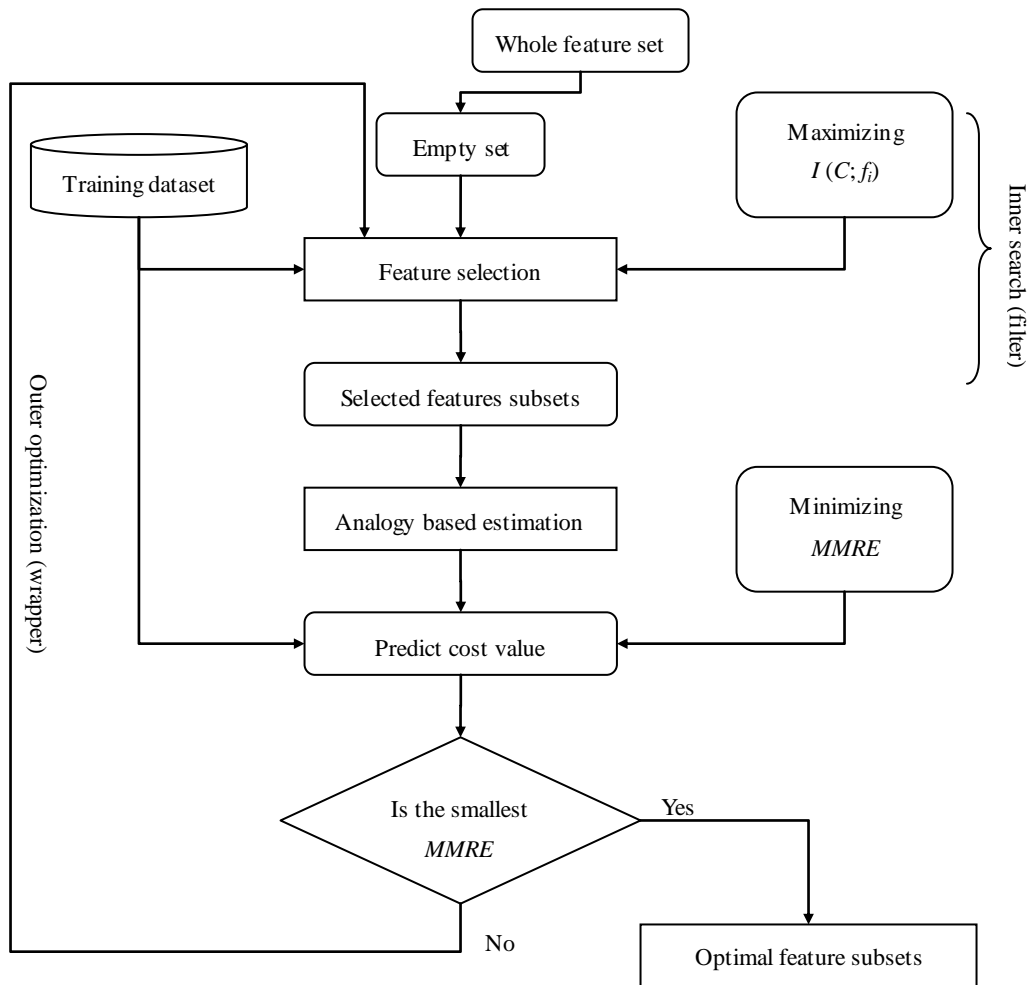 Whole feature set
Empty set
Maximizing
I (C; fi)
Training dataset
Inner search (filter)
Feature selection
Selected features subsets
Outer optimization (wrapper)
Analogy based estimation
Minimizing
MMRE
Predict cost value
Is the smallest
MMRE
Yes
No
Optimal feature subsets